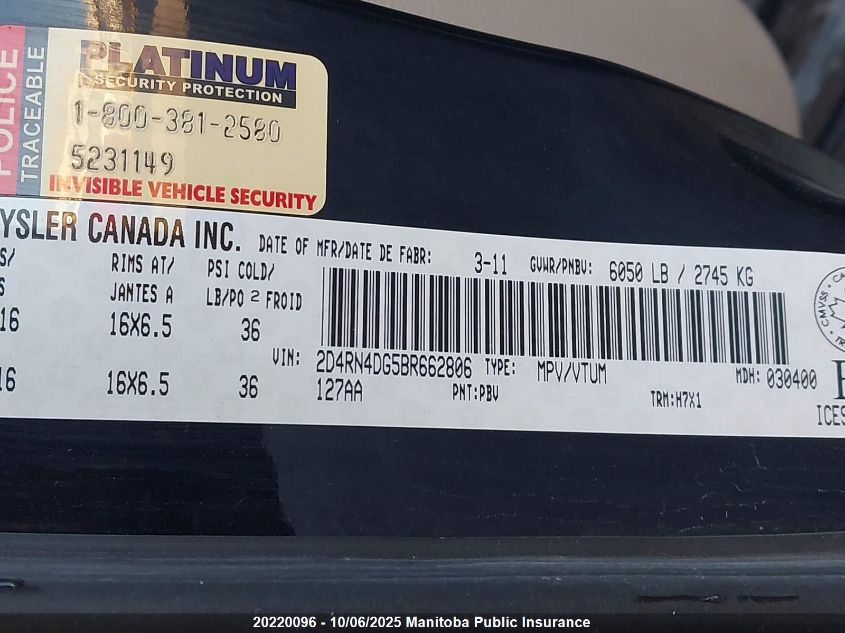 POLICE
TRACEABLE
PLATINUM
SECURITY PROTECTION
1-800-381-2580
5231149
INVISIBLE VEHICLE SECURITY
YSLER CANADA INC. DATE OF MFR/DATE DE FABR: 3-11 GVWR/PNBV: 6050 LB / 2745 KG
S/ RIMS AT/ PSI COLD/
S JANTES A LB/PO 2 FROID
16 16X6.5 36
VIN: 2D4RN4DG5BR662806 TYPE: MPV/VTUM MDH: 030400
16 16X6.5 36 127AA PNT:PBV TRM:H7X1
ICES
CMVSS
20220096 - 10/06/2025 Manitoba Public Insurance